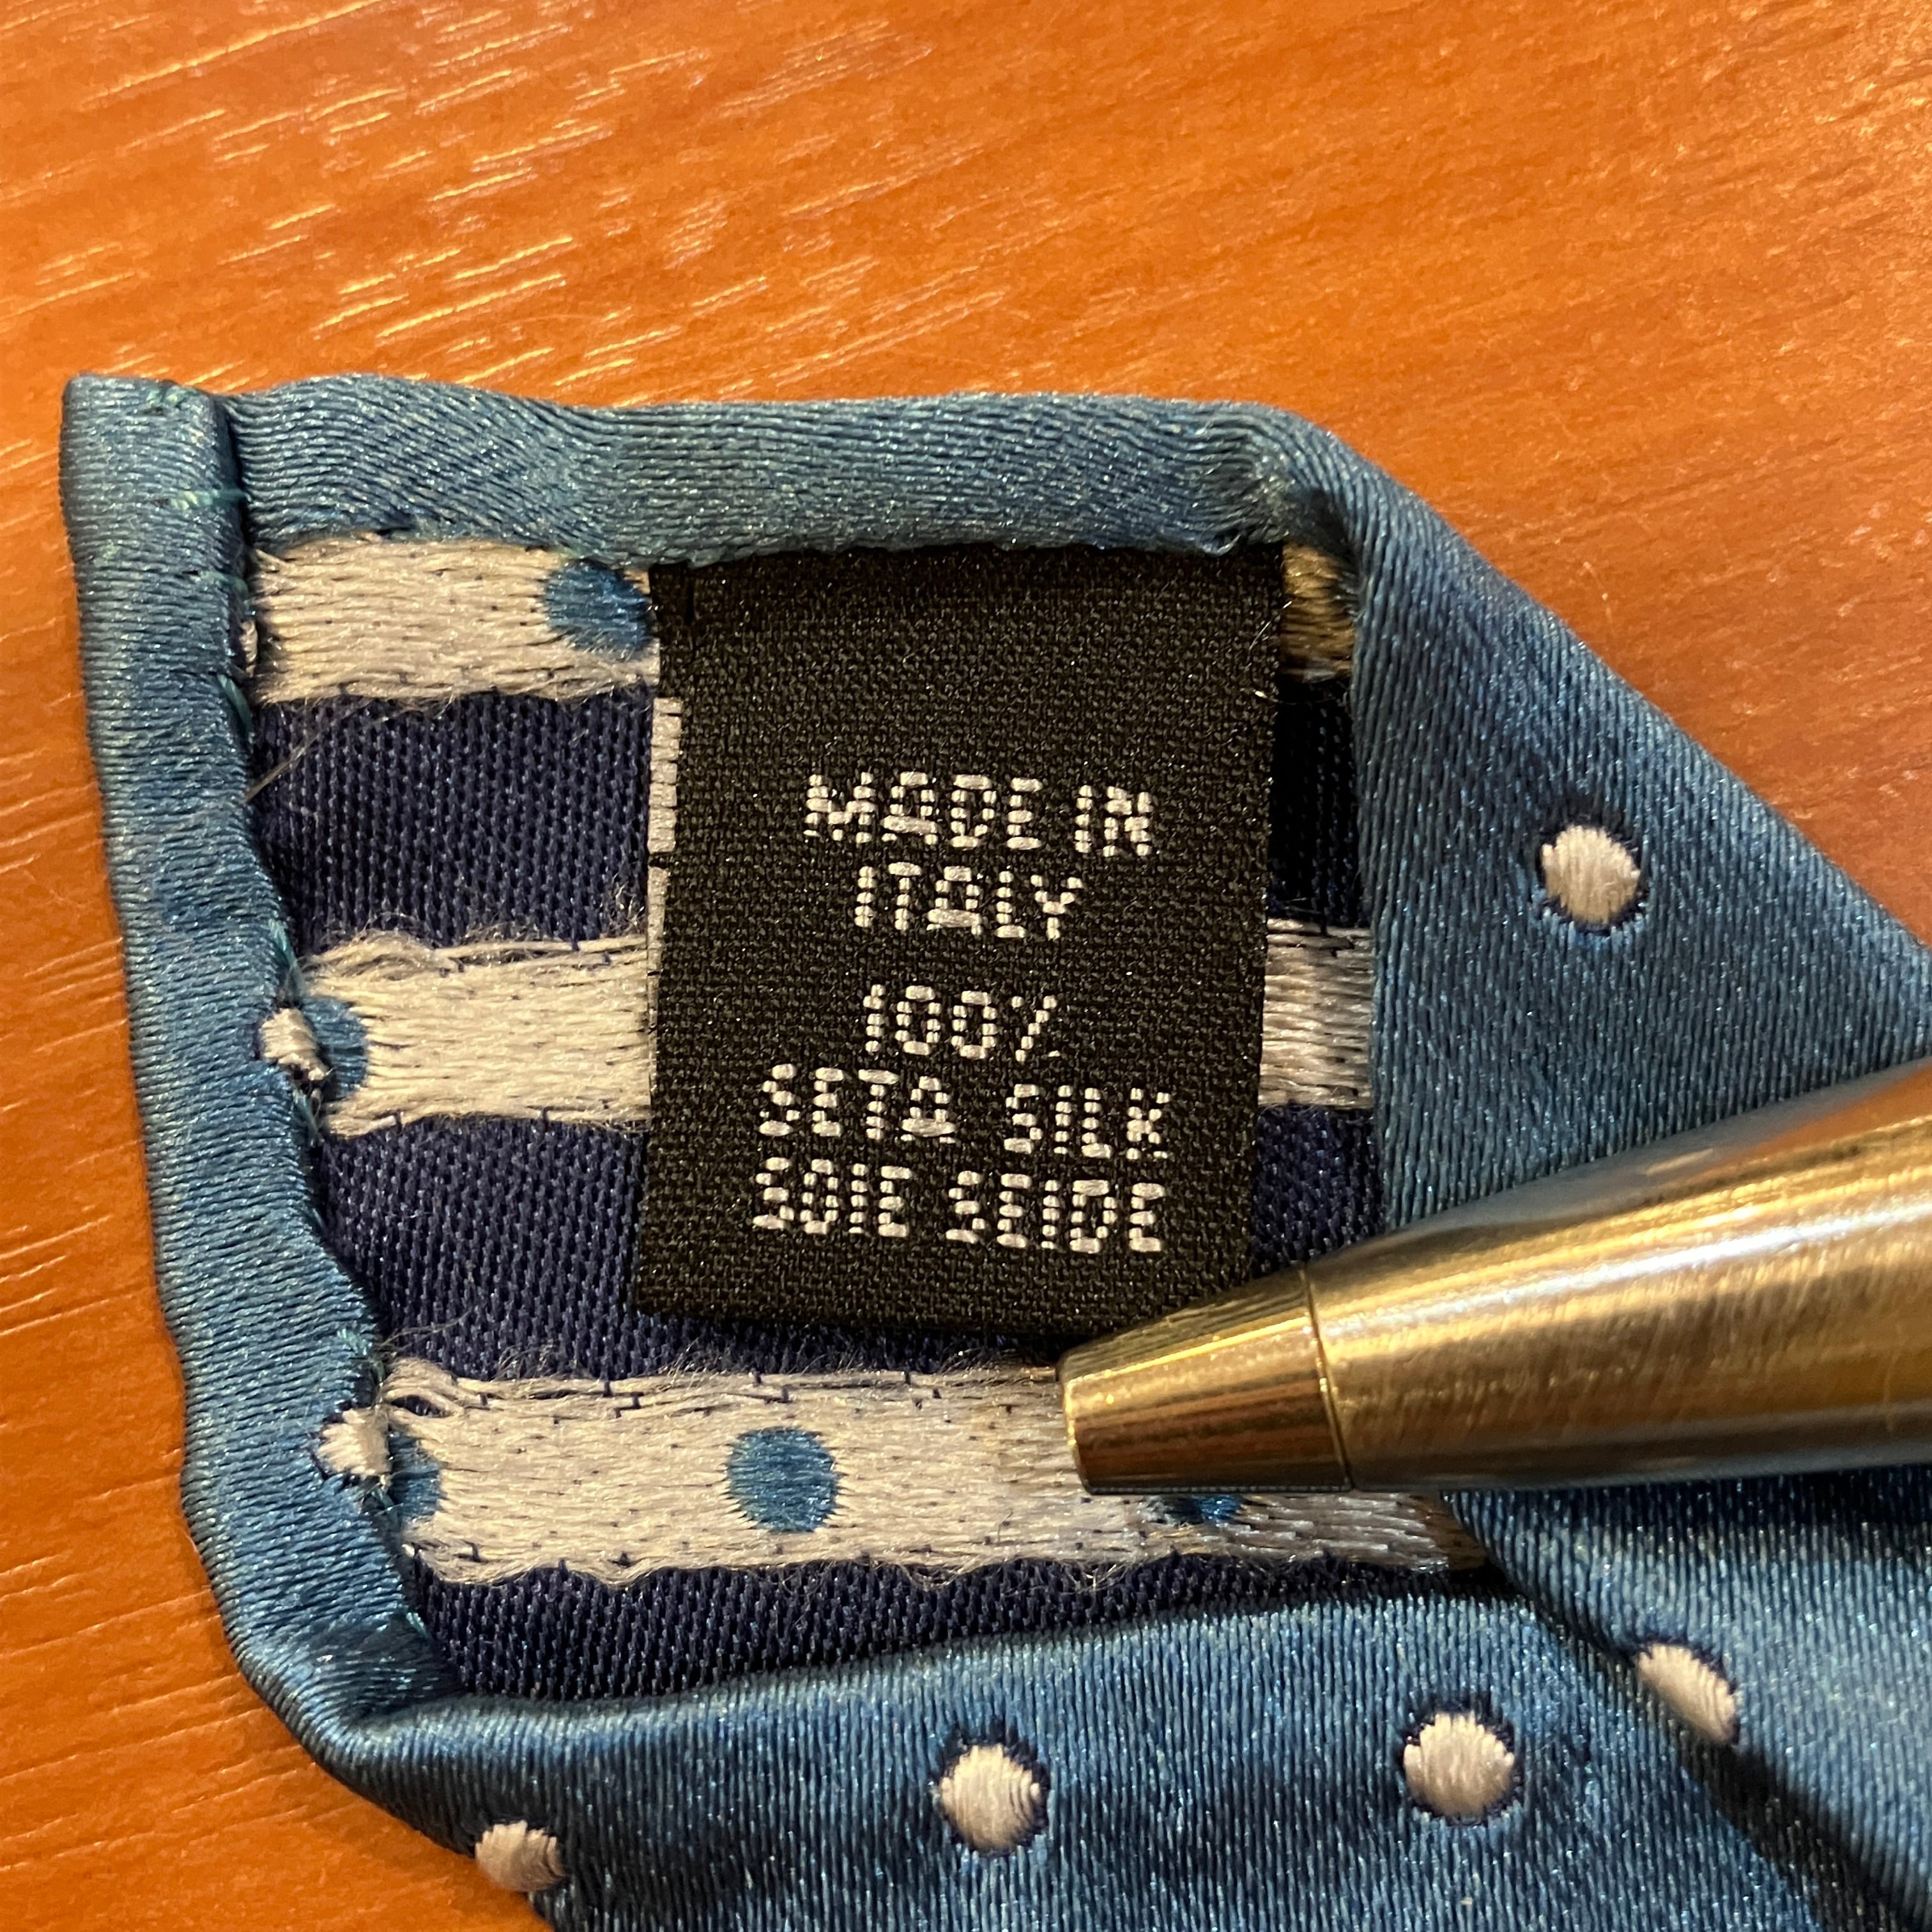 MADE IN
ITALY
100%
SETA SILK
SOIE SEIDE